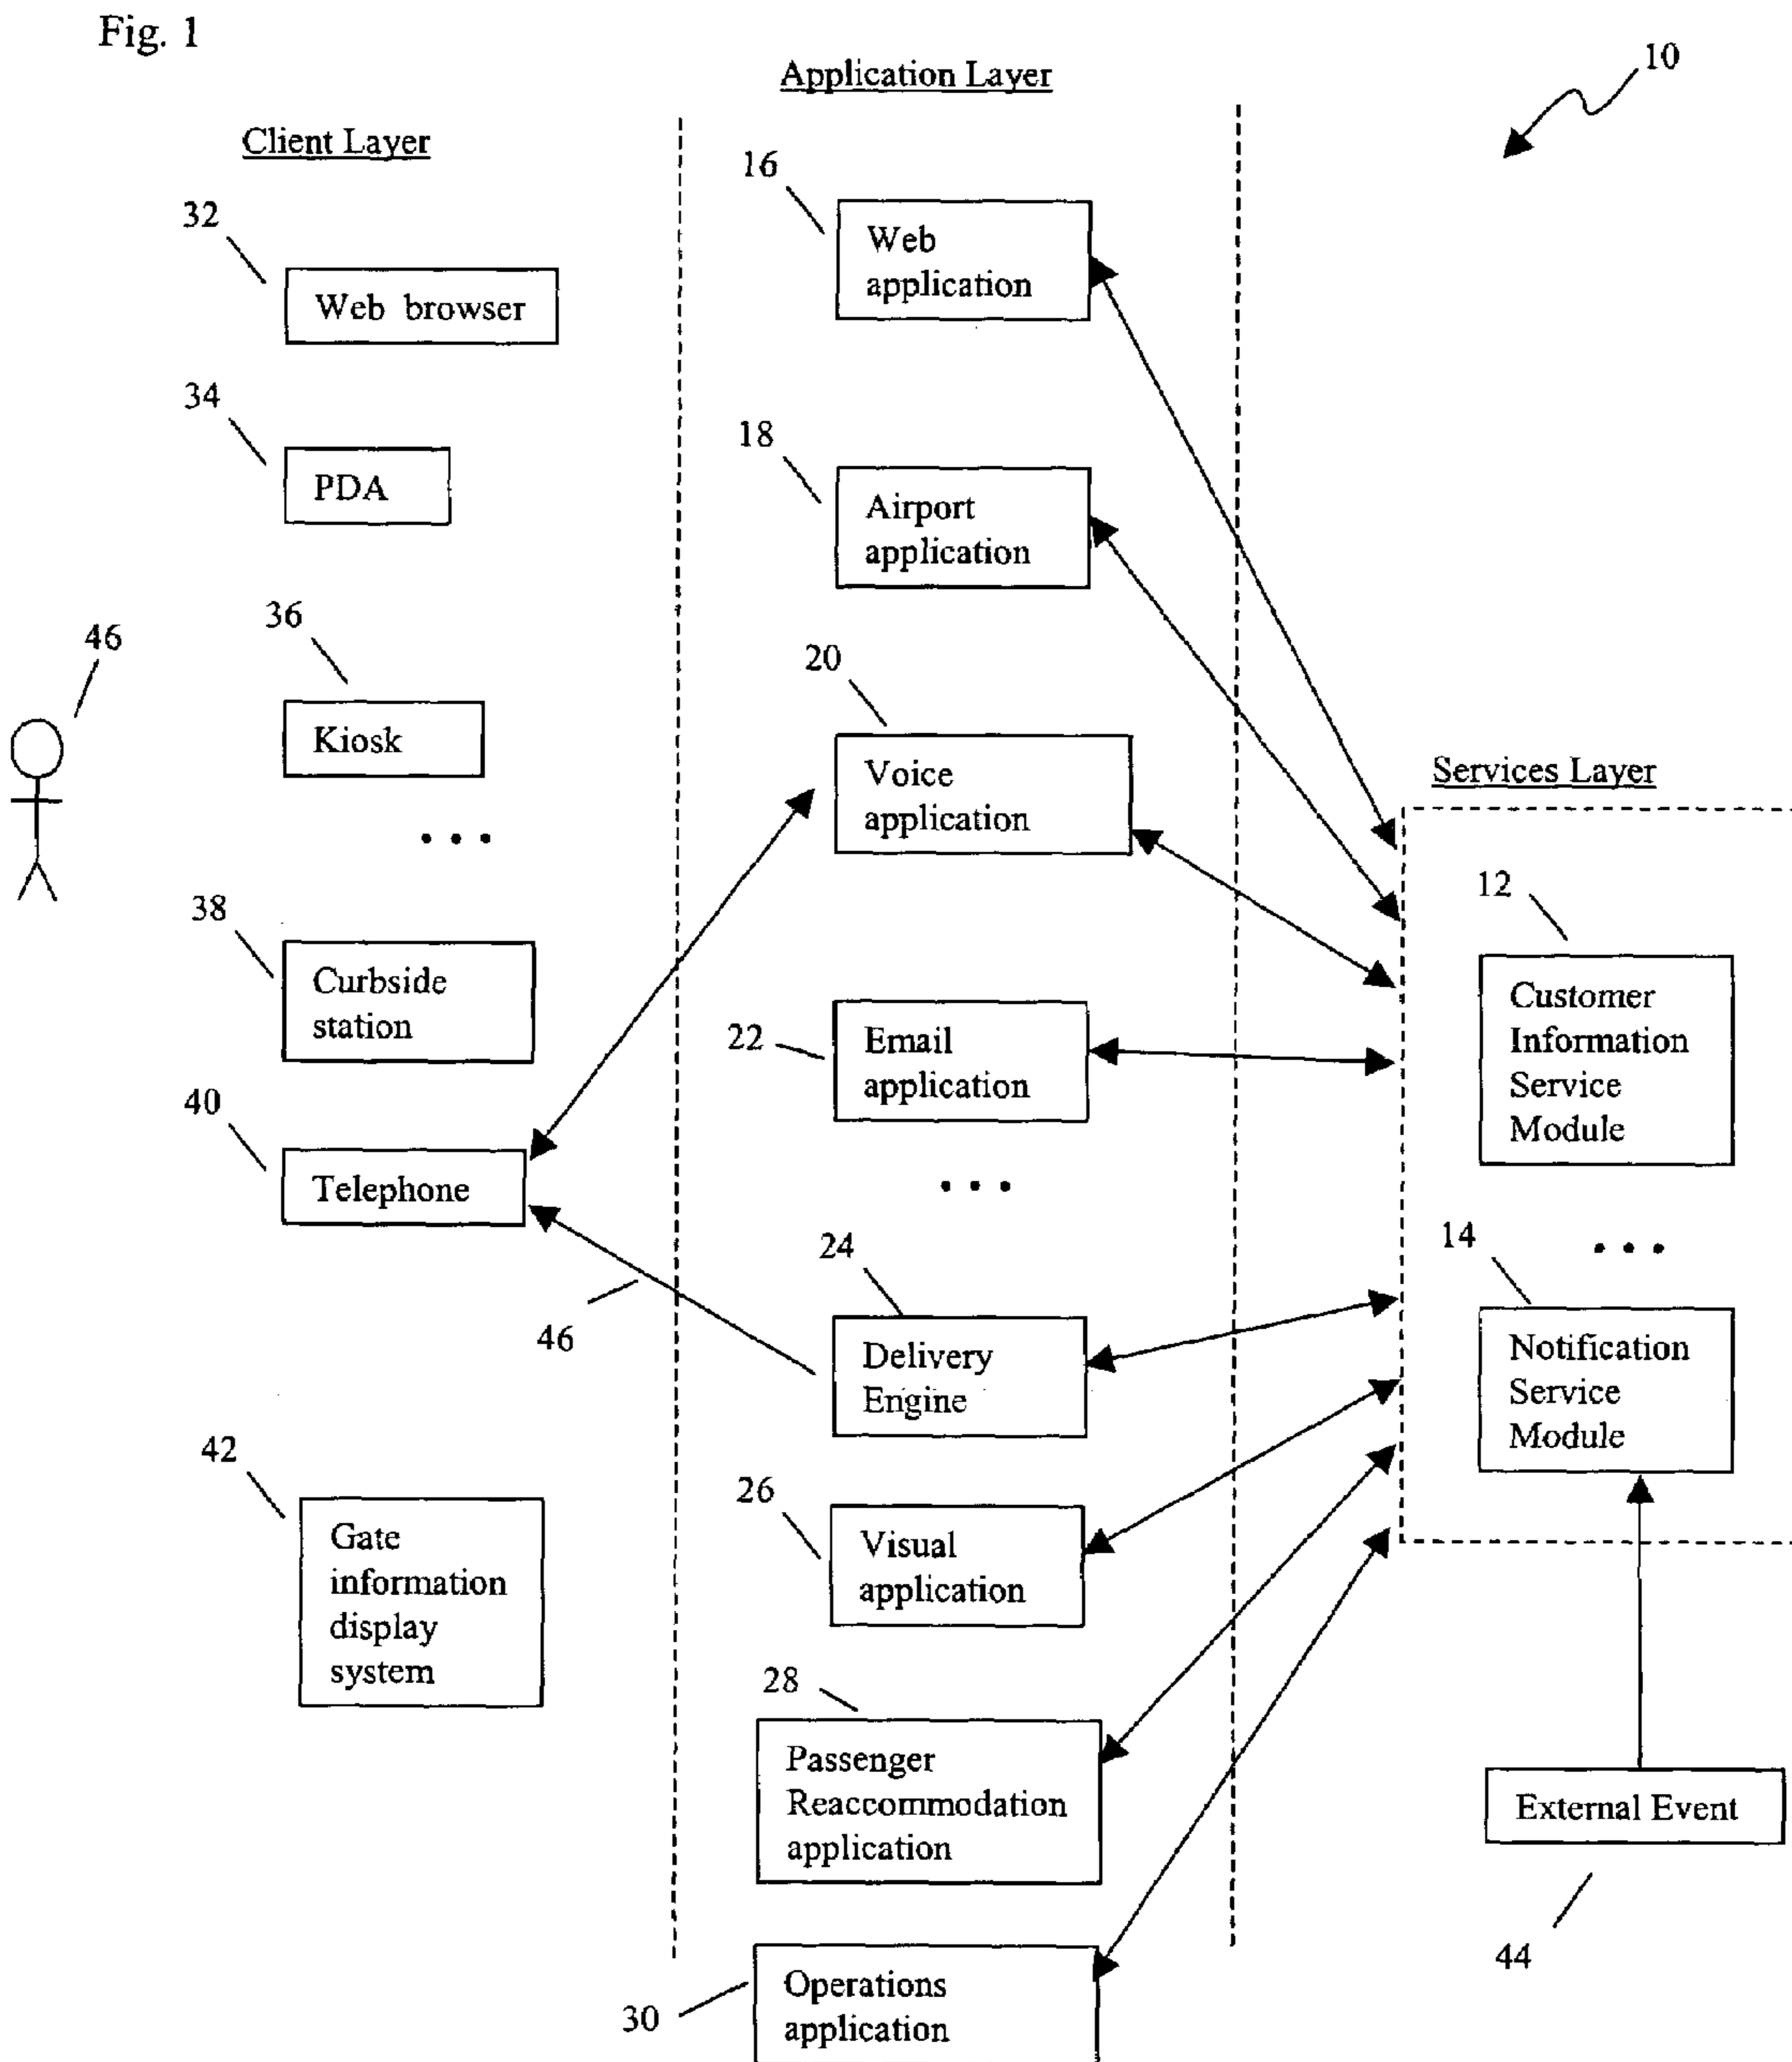 Fig. 1
Application Layer
10
Client Layer
16
Web
application
32
Web browser
34
PDA
18
Airport
application
36
46
Kiosk
20
Voice
application
Services Layer
38
Curbside
station
12
Customer
Information
Service
Module
22
Email
application
40
Telephone
14
Notification
Service
Module
24
Delivery
Engine
46
42
Gate
information
display
system
26
Visual
application
28
Passenger
Reaccommodation
application
External Event
44
30
Operations
application